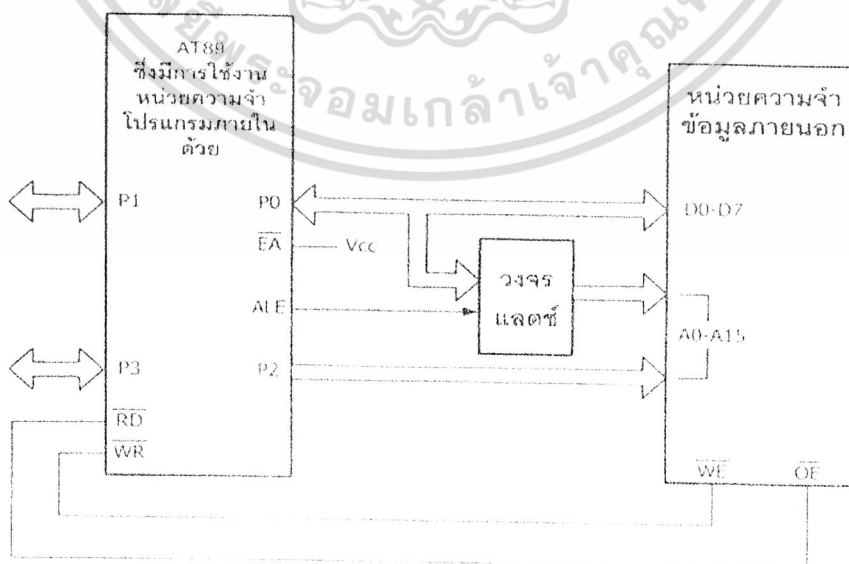 AT89
ซึ่งมีการใช้งาน
หน่วยความจำ
โปรแกรมภายใน
ด้วย
หน่วยความจำ
ข้อมูลภายนอก
P1
P0
D0-D7
EA
Vcc
วงจร
แลตช์
ALE
A0-A15
P3
P2
RD
WR
WE
OE
พระจอมเกล้าเจ้าคุณ